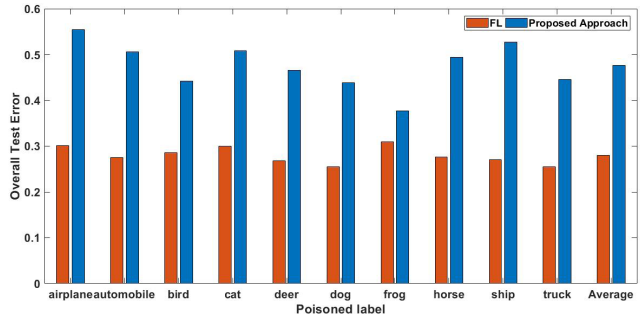 0.6
FL Proposed Approach
0.5
0.4
0.3
0.2
0.1
0
Overall Test Error
airplane automobile bird cat deer dog frog horse ship truck Average
Poisoned label